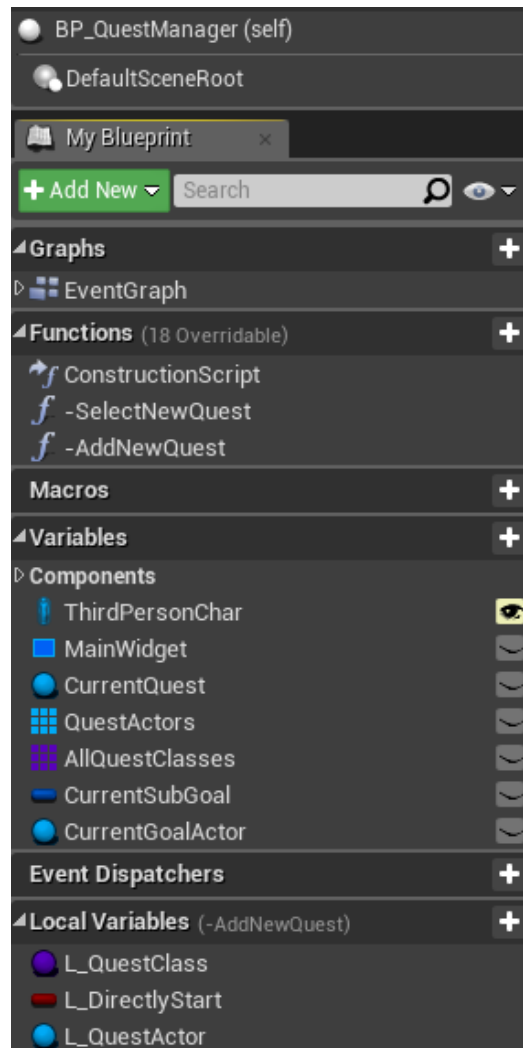 BP_QuestManager (self)
DefaultSceneRoot
My Blueprint ×
+ Add New Search
Graphs +
EventGraph
Functions (18 Overridable) +
ƒ ConstructionScript
ƒ -SelectNewQuest
ƒ -AddNewQuest
Macros +
Variables +
Components
ThirdPersonChar
MainWidget
CurrentQuest
QuestActors
AllQuestClasses
CurrentSubGoal
CurrentGoalActor
Event Dispatchers +
Local Variables (-AddNewQuest) +
L_QuestClass
L_DirectlyStart
L_QuestActor